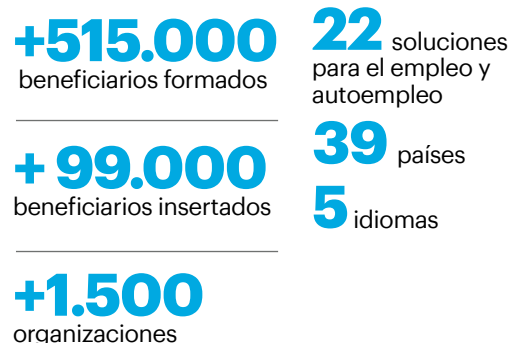 +515.000
beneficiarios formados
+ 99.000
beneficiarios insertados
+1.500
organizaciones
22 soluciones
para el empleo y
autoempleo
39 países
5 idiomas